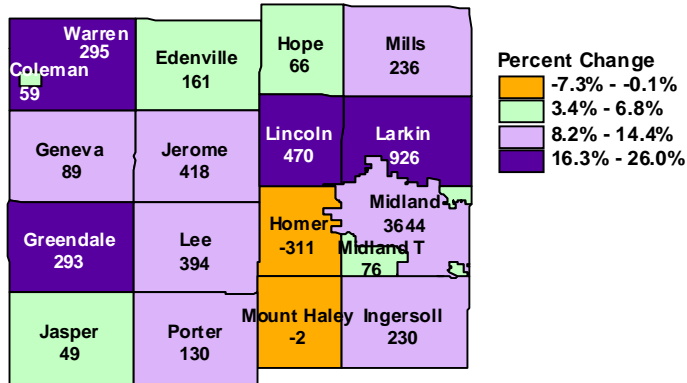 Warren
295
Coleman
59
Edenville
161
Hope
66
Mills
236
Percent Change
-7.3% - -0.1%
3.4% - 6.8%
8.2% - 14.4%
16.3% - 26.0%
Geneva
89
Jerome
418
Lincoln
470
Larkin
926
Greendale
293
Lee
394
Homer
-311
Midland
3644
Midland T
76
Jasper
49
Porter
130
Mount Haley
-2
Ingersoll
230